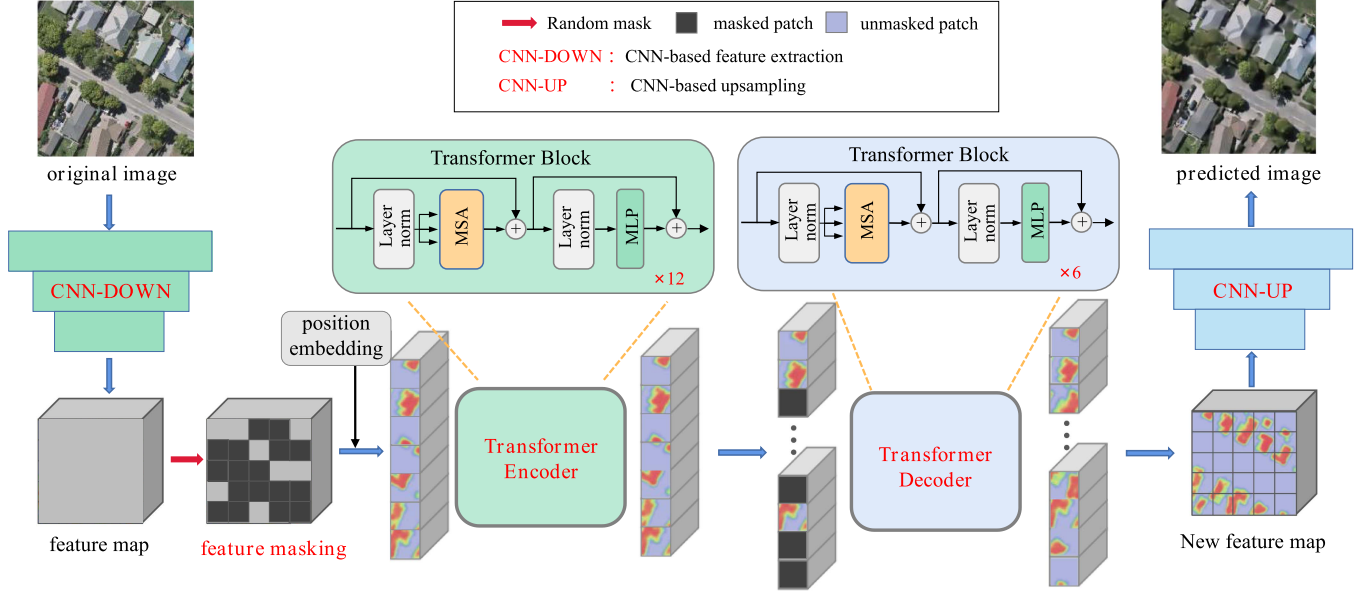 Random mask
masked patch
unmasked patch
CNN-DOWN : CNN-based feature extraction
CNN-UP : CNN-based upsampling
original image
CNN-DOWN
feature map
feature masking
position
embedding
Transformer Block
Layer
norm
MSA
+
Layer
norm
MLP
+
×12
Transformer
Encoder
Transformer Block
Layer
norm
MSA
+
Layer
norm
MLP
+
×6
Transformer
Decoder
predicted image
CNN-UP
New feature map